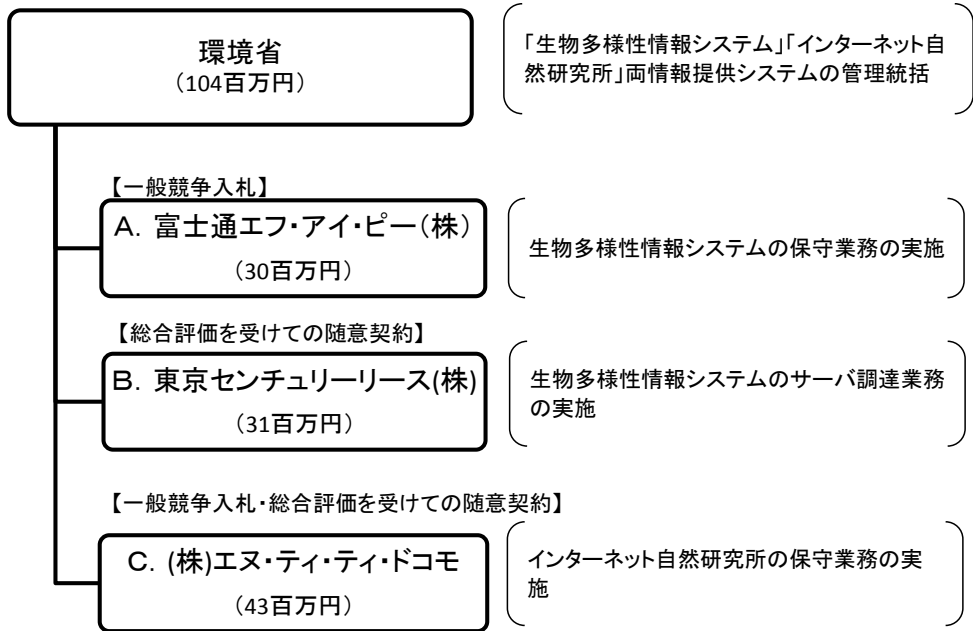 環境省
（104百万円）
「生物多様性情報システム」「インターネット自
然研究所」両情報提供システムの管理統括
【一般競争入札】
Ａ．富士通エフ・アイ・ピー（株）
（30百万円）
生物多様性情報システムの保守業務の実施
【総合評価を受けての随意契約】
Ｂ．東京センチュリーリース(株)
（31百万円）
生物多様性情報システムのサーバ調達業務
の実施
【一般競争入札・総合評価を受けての随意契約】
Ｃ．(株)エヌ・ティ・ティ・ドコモ
（43百万円）
インターネット自然研究所の保守業務の実
施